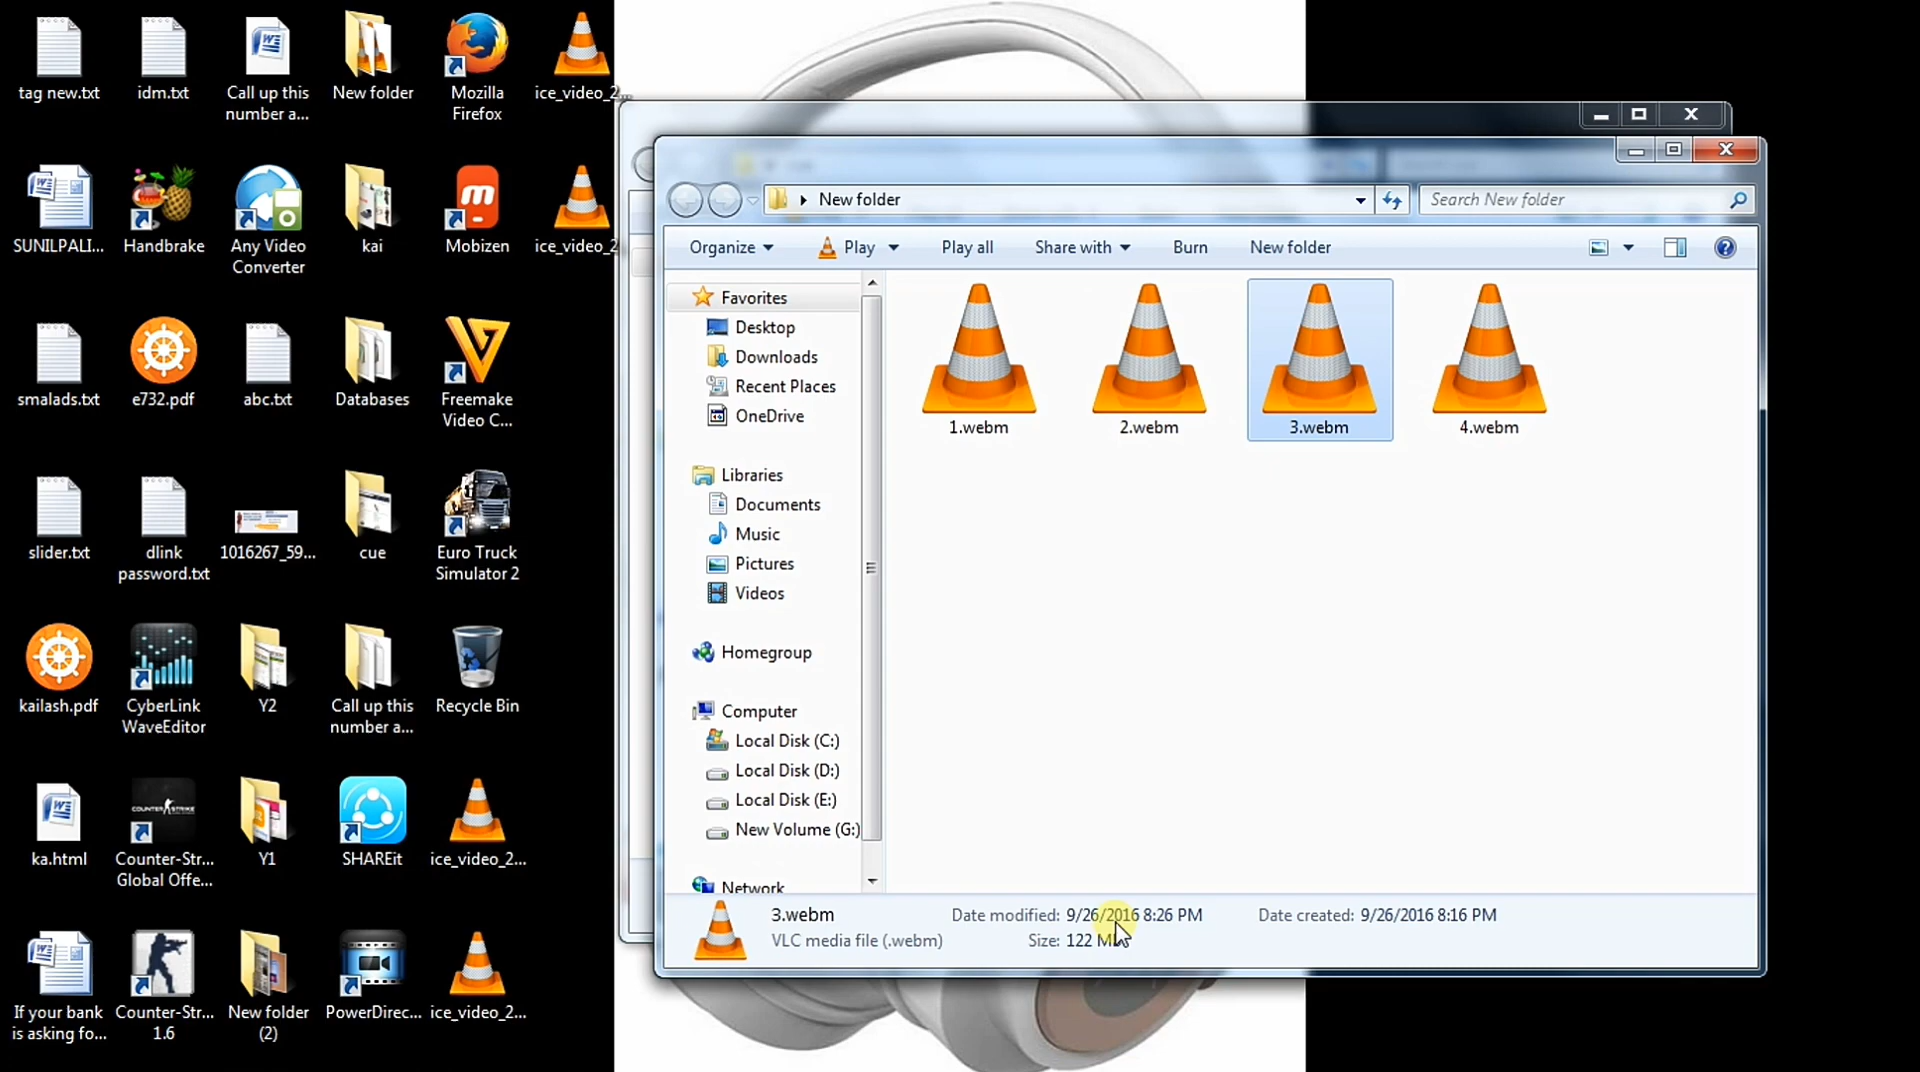 tag new.txt
idm.txt
Call up this
number a...
New folder
Mozilla
Firefox
ice_video_2...
SUNILPALI...
Handbrake
Any Video
Converter
kai
Mobizen
ice_video_2
smalads.txt
e732.pdf
abc.txt
Databases
Freemake
Video C...
slider.txt
dlink
password.txt
1016267_59...
cue
Euro Truck
Simulator 2
kailash.pdf
CyberLink
WaveEditor
Y2
Call up this
number a...
Recycle Bin
ka.html
COUNTER-STRIKE
Counter-Str...
Global Offe...
Y1
SHAREit
ice_video_2...
If your bank
is asking fo...
Counter-Str...
1.6
New folder
(2)
PowerDirec...
ice_video_2...
New folder
Search New folder
Organize
Play
Play all
Share with
Burn
New folder
Favorites
Desktop
Downloads
Recent Places
OneDrive
Libraries
Documents
Music
Pictures
Videos
Homegroup
Computer
Local Disk (C:)
Local Disk (D:)
Local Disk (E:)
New Volume (G:)
Network
1.webm
2.webm
3.webm
4.webm
3.webm
Date modified: 9/26/2016 8:26 PM
Date created: 9/26/2016 8:16 PM
VLC media file (.webm)
Size: 122